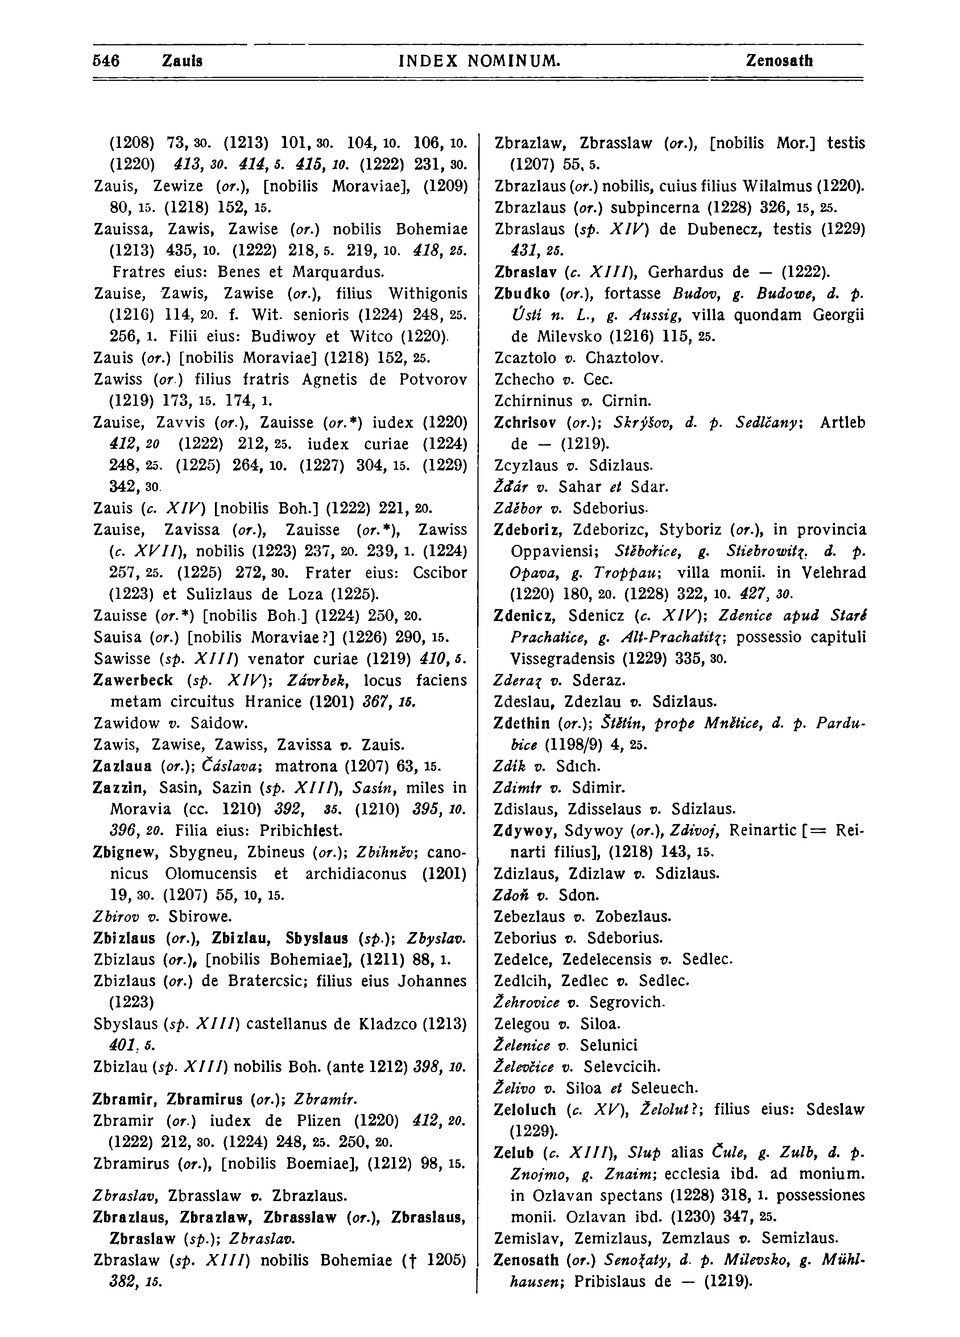 546 Zauis INDEX NOMINUM. Zenosath
(1208) 73, 30. (1213) 101, 30. 104, 10. 106, 10.
(1220) 413, 30. 414, 5. 415, 10. (1222) 231, 30.
Zauis, Zewize (or.), [nobilis Moraviae], (1209)
80, 15. (1218) 152, 15.
Zauissa, Zawis, Zawise (or.) nobilis Bohemiae
(1213) 435, 10. (1222) 218, 5. 219, 10. 418, 25.
Fratres eius: Benes et Marquardus.
Zauise, Zawis, Zawise (or.), filius Withigonis
(1216) 114, 20. f. Wit. senioris (1224) 248, 25.
256, 1. Filii eius: Budiwoy et Witco (1220).
Zauis (or.) [nobilis Moraviae] (1218) 152, 25.
Zawiss (or.) filius fratris Agnetis de Potvorov
(1219) 173, 15. 174, 1.
Zauise, Zavvis (or.), Zauisse (or.*) iudex (1220)
412, 20 (1222) 212, 25. iudex curiae (1224)
248, 25. (1225) 264, 10. (1227) 304, 15. (1229)
342, 30.
Zauis (c. XIV) [nobilis Boh.] (1222) 221, 20.
Zauise, Zavissa (or.), Zauisse (or.*), Zawiss
(c. XVII), nobilis (1223) 237, 20. 239, 1. (1224)
257, 25. (1225) 272, 30. Frater eius: Cscibor
(1223) et Sulizlaus de Loza (1225).
Zauisse (or.*) [nobilis Boh.] (1224) 250, 20.
Sauisa (or.) [nobilis Moraviae?] (1226) 290, 15.
Sawisse (sp. XIII) venator curiae (1219) 410, 5.
Zawerbeck (sp. XIV); Závrbek, locus faciens
metam circuitus Hranice (1201) 367, 15.
Zawidow v. Saidow.
Zawis, Zawise, Zawiss, Zavissa v. Zauis.
Zazlaua (or.); Čáslava; matrona (1207) 63, 15.
Zazzin, Sasin, Sazin (sp. XIII), Sasín, miles in
Moravia (cc. 1210) 392, 35. (1210) 395, 10.
396, 20. Filia eius: Pribichlest.
Zbignew, Sbygneu, Zbineus (or.); Zbihněv; cano-
nicus Olomucensis et archidiaconus (1201)
19, 30. (1207) 55, 10, 15.
Zbirov v. Sbirowe.
Zbizlaus (or.), Zbizlau, Sbyslaus (sp.); Zbyslav.
Zbizlaus (or.), [nobilis Bohemiae], (1211) 88, 1.
Zbizlaus (or.) de Bratercsic; filius eius Johannes
(1223)
Sbyslaus (sp. XIII) castellanus de Kladzco (1213)
401, 5.
Zbizlau (sp. XIII) nobilis Boh. (ante 1212) 398, 10.
Zbramir, Zbramirus (or.); Zbramír.
Zbramir (or.) iudex de Plizen (1220) 412, 20.
(1222) 212, 30. (1224) 248, 25. 250, 20.
Zbramirus (or.), [nobilis Boemiae], (1212) 98, 15.
Zbraslav, Zbrasslaw v. Zbrazlaus.
Zbrazlaus, Zbrazlaw, Zbrasslaw (or.), Zbraslaus,
Zbraslaw (sp.); Zbraslav.
Zbraslaw (sp. XIII) nobilis Bohemiae († 1205)
382, 15.
Zbrazlaw, Zbrasslaw (or.), [nobilis Mor.] testis
(1207) 55, 5.
Zbrazlaus (or.) nobilis, cuius filius Wilalmus (1220).
Zbrazlaus (or.) subpincerna (1228) 326, 15, 25.
Zbraslaus (sp. XIV) de Dubenecz, testis (1229)
431, 25.
Zbraslav (c. XIII), Gerhardus de — (1222).
Zbudko (or.), fortasse Budov, g. Budowe, d. p.
Ústí n. L., g. Aussig, villa quondam Georgii
de Milevsko (1216) 115, 25.
Zcaztolo v. Chaztolov.
Zchecho v. Cec.
Zchirninus v. Cirnin.
Zchrisov (or.); Skrýšov, d. p. Sedlčany; Artleb
de — (1219).
Zcyzlaus v. Sdizlaus.
Žďár v. Sahar et Sdar.
Zděbor v. Sdeborius.
Zdeboriz, Zdeborizc, Styboriz (or.), in provincia
Oppaviensi; Stěbořice, g. Stiebrowitz. d. p.
Opava, g. Troppau; villa monii. in Velehrad
(1220) 180, 20. (1228) 322, 10. 427, 30.
Zdenicz, Sdenicz (c. XIV); Zdenice apud Staré
Prachatice, g. Alt-Prachatitz; possessio capituli
Vissegradensis (1229) 335, 30.
Zderaz v. Sderaz.
Zdeslau, Zdezlau v. Sdizlaus.
Zdethin (or.); Štětín, prope Mnětice, d. p. Pardu-
bice (1198/9) 4, 25.
Zdík v. Sdich.
Zdimír v. Sdimir.
Zdislaus, Zdisselaus v. Sdizlaus.
Zdywoy, Sdywoy (or.), Zdivoj, Reinartic [= Rei-
narti filius], (1218) 143, 15.
Zdizlaus, Zdizlaw v. Sdizlaus.
Zdoň v. Sdon.
Zebezlaus v. Zobezlaus.
Zeborius v. Sdeborius.
Zedelce, Zedelecensis v. Sedlec.
Zedlcih, Zedlec v. Sedlec.
Žehrovice v. Segrovich.
Zelegou v. Siloa.
Želenice v. Selunici
Želevčice v. Selevcicih.
Želivo v. Siloa et Seleuech.
Zeloluch (c. XV), Želolut?; filius eius: Sdeslaw
(1229).
Zelub (c. XIII), Slup alias Čule, g. Zulb, d. p.
Znojmo, g. Znaim; ecclesia ibd. ad monium.
in Ozlavan spectans (1228) 318, 1. possessiones
monii. Ozlavan ibd. (1230) 347, 25.
Zemislav, Zemizlaus, Zemzlaus v. Semizlaus.
Zenosath (or.) Senožaty, d. p. Milevsko, g. Mühl-
hausen; Pribislaus de — (1219).